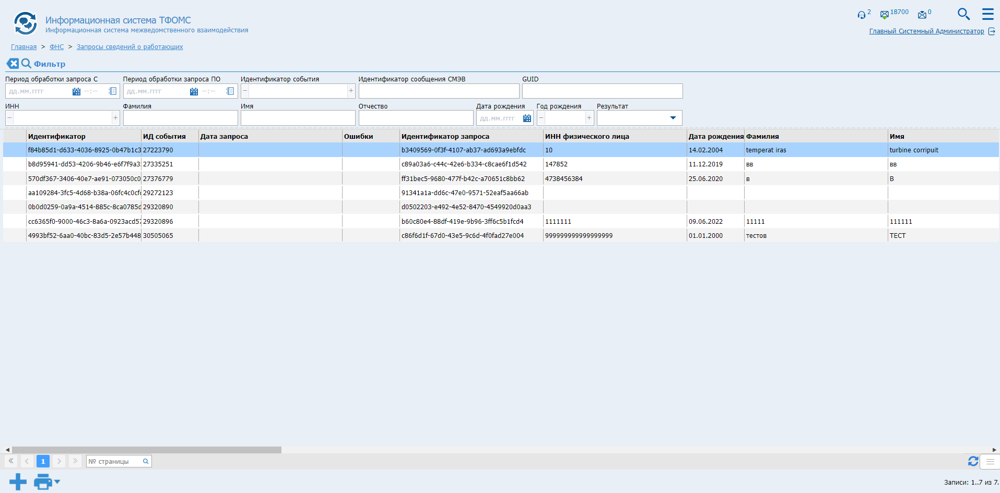 Информационная система ТФОМС
Информационная система межведомственного взаимодействия
2 18700 0
Главный Системный Администратор
Главная > ФНС > Запросы сведений о работающих
Фильтр
Период обработки запроса С Период обработки запроса ПО Идентификатор события Идентификатор сообщения СМЭВ GUID
дд.мм.гггг --:-- дд.мм.гггг --:-- − +
ИНН Фамилия Имя Отчество Дата рождения Год рождения Результат
− + дд.мм.гггг − +
Идентификатор ИД события Дата запроса Ошибки Идентификатор запроса ИНН физического лица Дата рождения Фамилия Имя
f84b85d1-d633-4036-8925-0b47b1c3 27223790 b3409569-0f3f-4107-ab37-ad693a9ebfdc 10 14.02.2004 temperat iras turbine corripuit
b8d95941-dd53-4206-9b46-e6f7f9a3 27335251 c89a03a6-c44c-42e6-b334-c8cae6f1d542 147852 11.12.2019 вв вв
570df367-3406-40e7-ae91-073050c0 27376779 ff31bec5-9680-477f-b42c-a70651c8bb62 4738456384 25.06.2020 в В
aa109284-3fc5-4d68-b38a-06fc4c0cf 29272123 91341a1a-dd6c-47e0-9571-52eaf5aa66ab
0b0d0259-0a9a-4514-885c-8ca0785d 29320890 d0502203-e492-4e52-8470-4549920d0aa3
cc6365f0-9000-46c3-8a6a-0923acd57 29320896 b60c80e4-88df-419e-9b96-3ff6c5b1fcd4 1111111 09.06.2022 11111 111111
4993bf52-6aa0-40bc-83d5-2e57b448 30505065 c86f6d1f-67d0-43e5-9c6d-4f0fad27e004 999999999999999999 01.01.2000 тестов ТЕСТ
« < 1 > » № страницы
Записи: 1..7 из 7.